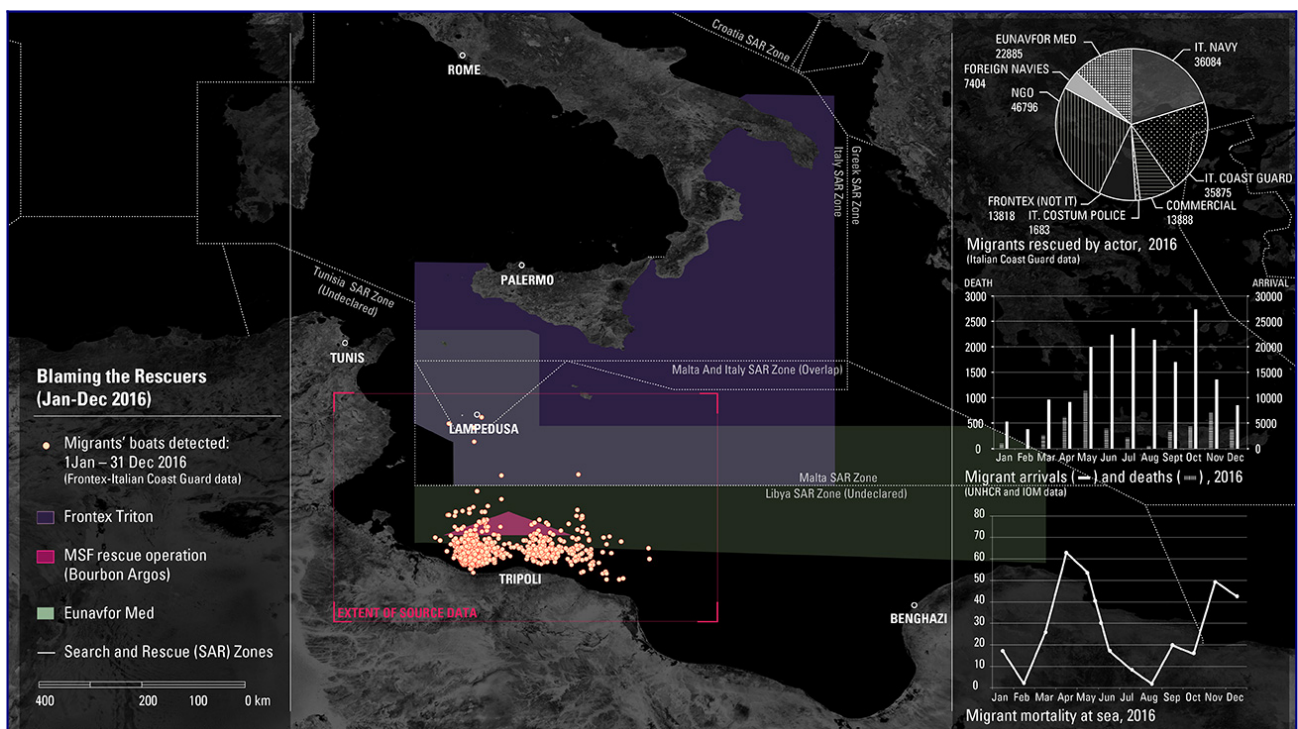 Blaming the Rescuers
(Jan-Dec 2016)
Migrants' boats detected:
1Jan – 31 Dec 2016
(Frontex-Italian Coast Guard data)
Frontex Triton
MSF rescue operation
(Bourbon Argos)
Eunavfor Med
Search and Rescue (SAR) Zones
400 200 0 km
ROME
PALERMO
TUNIS
LAMPEDUSA
TRIPOLI
BENGHAZI
Croatia SAR Zone
Italy SAR Zone
Greek SAR Zone
Tunisia SAR Zone
(Undeclared)
Malta And Italy SAR Zone (Overlap)
Malta SAR Zone
Libya SAR Zone (Undeclared)
EXTENT OF SOURCE DATA
EUNAVFOR MED
22885
FOREIGN NAVIES
7404
NGO
46796
IT. NAVY
36084
IT. COAST GUARD
35875
COMMERCIAL
13888
FRONTEX (NOT IT)
13818
IT. COSTUM POLICE
1683
Migrants rescued by actor, 2016
(Italian Coast Guard data)
DEATH
ARRIVAL
3000 30000
2500 25000
2000 20000
1500 15000
1000 10000
500 5000
0 0
Jan Feb Mar Apr May Jun Jul Aug Sept Oct Nov Dec
Migrant arrivals ( ) and deaths ( ) , 2016
(UNHCR and IOM data)
80
70
60
50
40
30
20
10
0
Jan Feb Mar Apr May Jun Jul Aug Sep Oct Nov Dec
Migrant mortality at sea, 2016